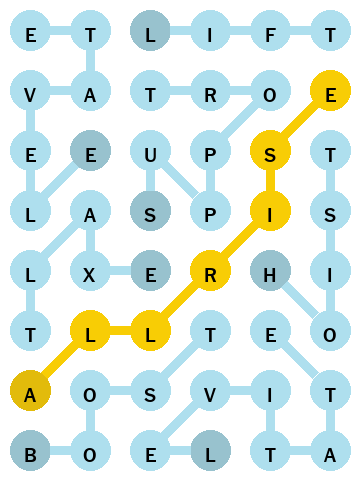 E T L I F T
V A T R O E
E E U P S T
L A S P I S
L X E R H I
T L L T E O
A O S V I T
B O E L T A